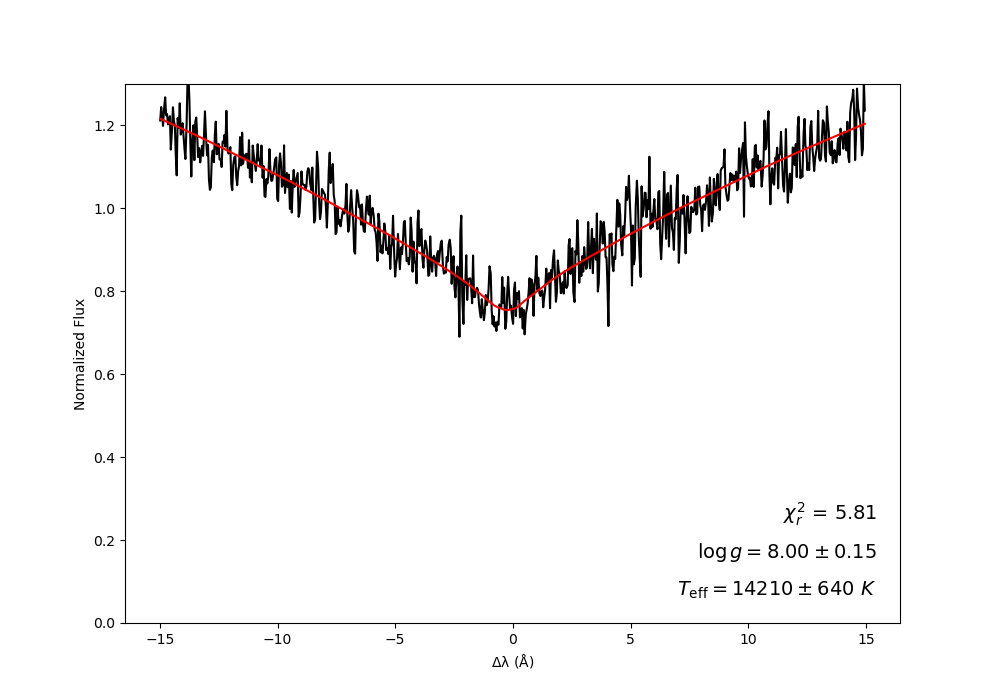 1.2
1.0
0.8
0.6
0.4
0.2
0.0
Normalized Flux
χ²ᵣ = 5.81
log g = 8.00 ± 0.15
T_eff = 14210 ± 640 K
−15 −10 −5 0 5 10 15
Δλ (Å)